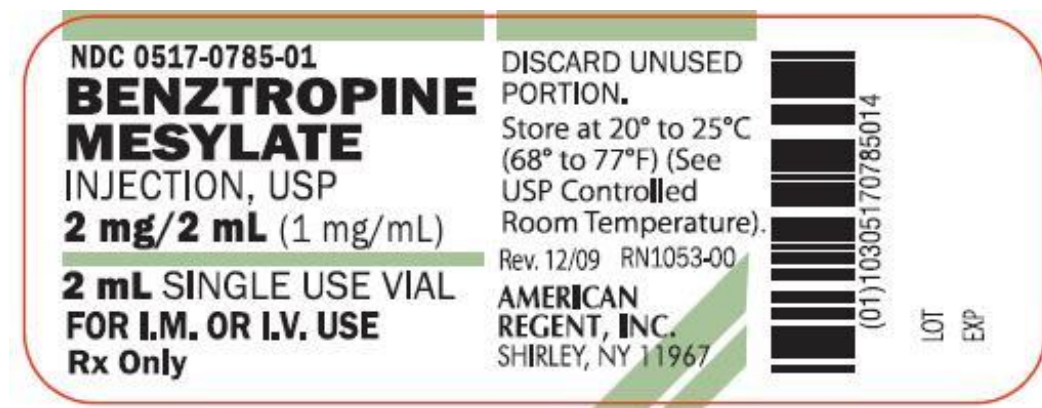 NDC 0517-0785-01
BENZTROPINE
MESYLATE
INJECTION, USP
2 mg/2 mL (1 mg/mL)
2 mL SINGLE USE VIAL
FOR I.M. OR I.V. USE
Rx Only
DISCARD UNUSED
PORTION.
Store at 20° to 25°C
(68° to 77°F) (See
USP Controlled
Room Temperature).
Rev. 12/09 RN1053-00
AMERICAN
REGENT, INC.
SHIRLEY, NY 11967
(01)10305170785014
LOT
EXP